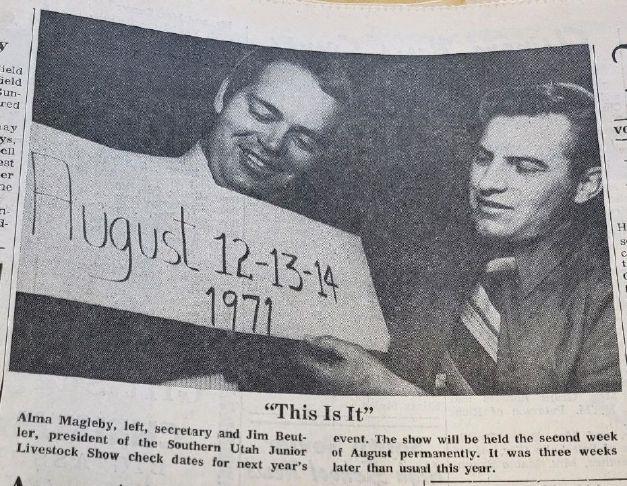 August 12-13-14
1971
"This Is It"
Alma Magleby, left, secretary and Jim Beut-
ler, president of the Southern Utah Junior
Livestock Show check dates for next year's
event. The show will be held the second week
of August permanently. It was three weeks
later than usual this year.